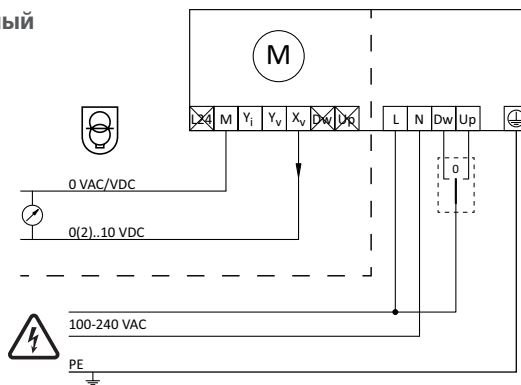 ный
M
L24 M Yi Yv Xv Dw Up L N Dw Up
0
0 VAC/VDC
0(2)..10 VDC
100-240 VAC
PE